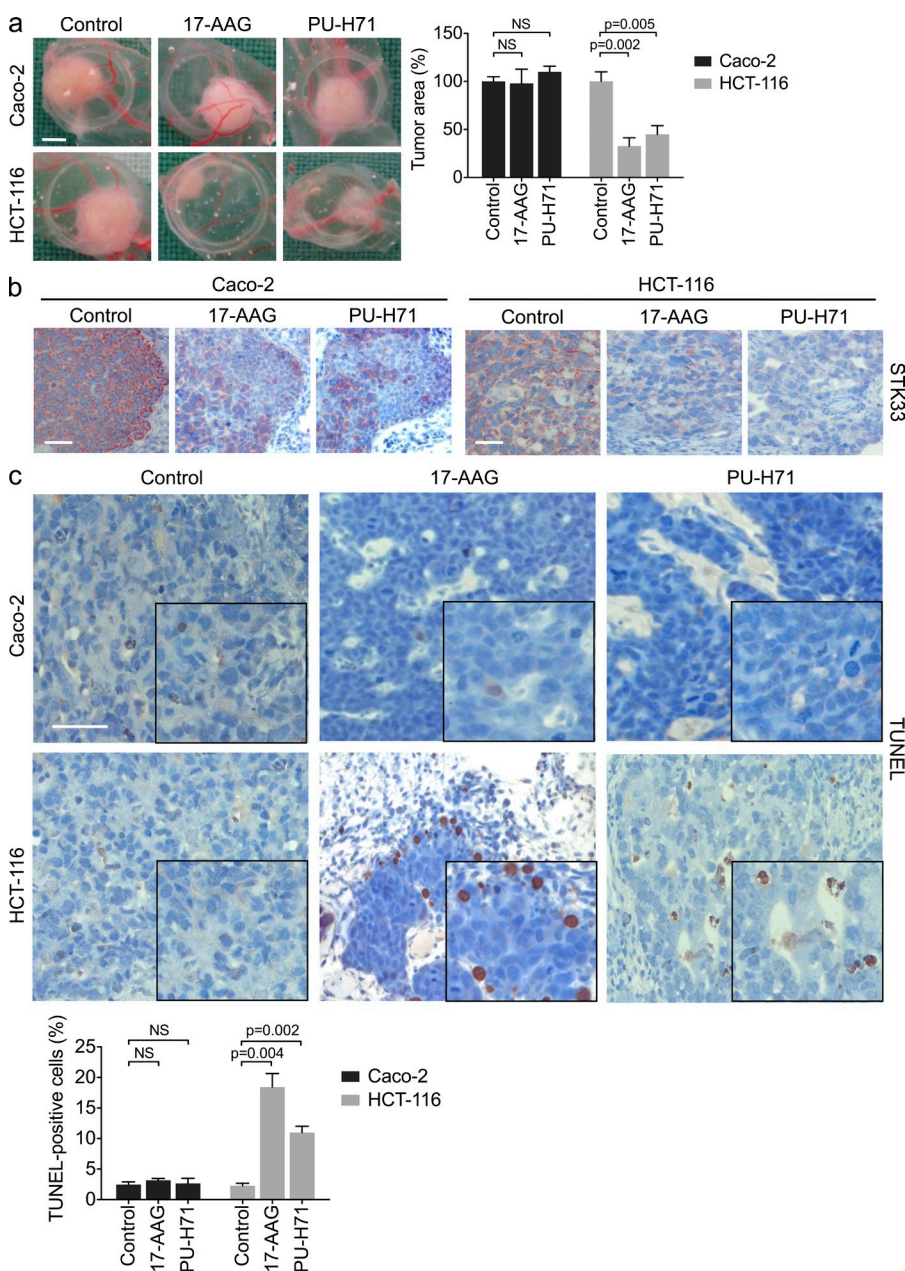 a
Control 17-AAG PU-H71
Caco-2
HCT-116
Tumor area (%)
150
100
50
0
NS
NS
p=0.005
p=0.002
Caco-2
HCT-116
Control 17-AAG PU-H71 Control 17-AAG PU-H71
b
Caco-2 HCT-116
Control 17-AAG PU-H71 Control 17-AAG PU-H71
STK33
c
Control 17-AAG PU-H71
Caco-2
HCT-116
TUNEL
TUNEL-positive cells (%)
25
20
15
10
5
0
NS
NS
p=0.002
p=0.004
Caco-2
HCT-116
Control 17-AAG PU-H71 Control 17-AAG PU-H71